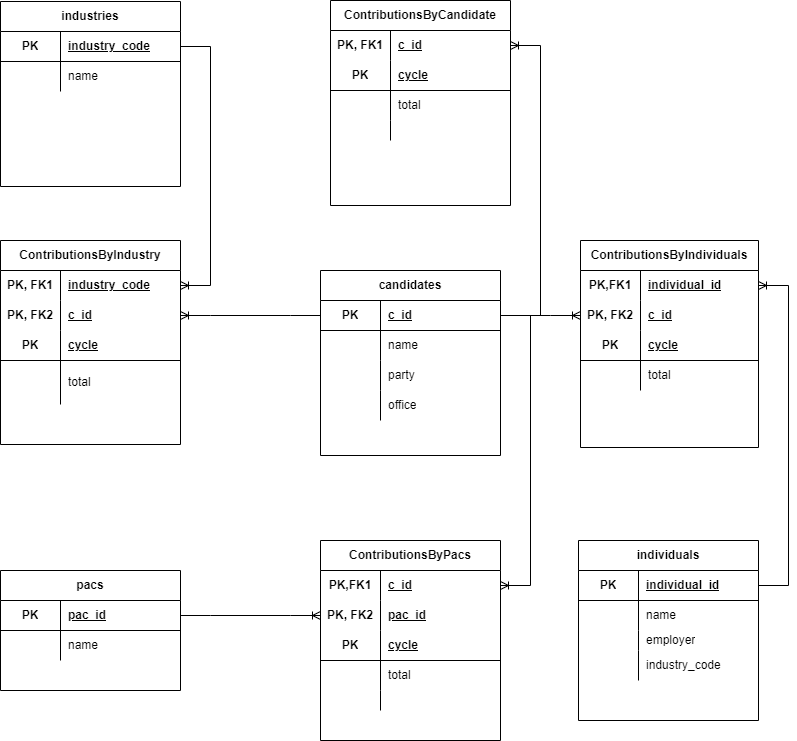 industries
PK industry_code
name
ContributionsByCandidate
PK, FK1 c_id
PK cycle
total
ContributionsByIndustry
PK, FK1 industry_code
PK, FK2 c_id
PK cycle
total
candidates
PK c_id
name
party
office
ContributionsByIndividuals
PK,FK1 individual_id
PK, FK2 c_id
PK cycle
total
pacs
PK pac_id
name
ContributionsByPacs
PK,FK1 c_id
PK, FK2 pac_id
PK cycle
total
individuals
PK individual_id
name
employer
industry_code